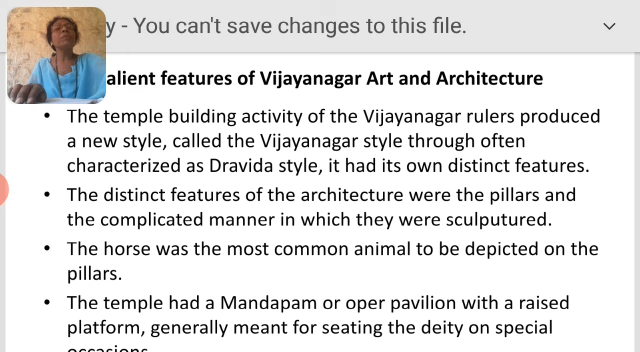 y - You can't save changes to this file.
alient features of Vijayanagar Art and Architecture
• The temple building activity of the Vijayanagar rulers produced
a new style, called the Vijayanagar style through often
characterized as Dravida style, it had its own distinct features.
• The distinct features of the architecture were the pillars and
the complicated manner in which they were sculputured.
• The horse was the most common animal to be depicted on the
pillars.
• The temple had a Mandapam or oper pavilion with a raised
platform, generally meant for seating the deity on special
occasions.